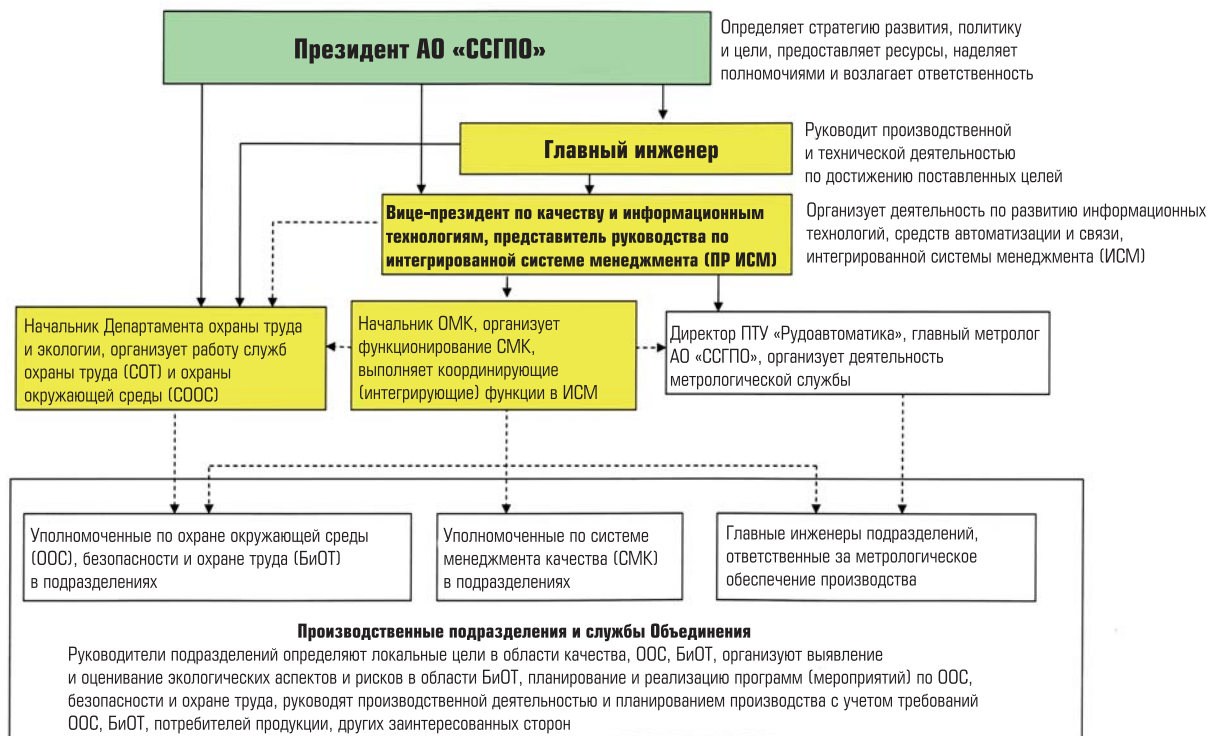 Президент АО «ССГПО»
Определяет стратегию развития, политику
и цели, предоставляет ресурсы, наделяет
полномочиями и возлагает ответственность
Главный инженер
Руководит производственной
и технической деятельностью
по достижению поставленных целей
Вице-президент по качеству и информационным
технологиям, представитель руководства по
интегрированной системе менеджмента (ПР ИСМ)
Организует деятельность по развитию информационных
технологий, средств автоматизации и связи,
интегрированной системы менеджмента (ИСМ)
Начальник Департамента охраны труда
и экологии, организует работу служб
охраны труда (СОТ) и охраны
окружающей среды (СООС)
Начальник ОМК, организует
функционирование СМК,
выполняет координирующие
(интегрирующие) функции в ИСМ
Директор ПТУ «Рудоавтоматика», главный метролог
АО «ССГПО», организует деятельность
метрологической службы
Уполномоченные по охране окружающей среды
(ООС), безопасности и охране труда (БиОТ)
в подразделениях
Уполномоченные по системе
менеджмента качества (СМК)
в подразделениях
Главные инженеры подразделений,
ответственные за метрологическое
обеспечение производства
Производственные подразделения и службы Объединения
Руководители подразделений определяют локальные цели в области качества, ООС, БиОТ, организуют выявление
и оценивание экологических аспектов и рисков в области БиОТ, планирование и реализацию программ (мероприятий) по ООС,
безопасности и охране труда, руководят производственной деятельностью и планированием производства с учетом требований
ООС, БиОТ, потребителей продукции, других заинтересованных сторон